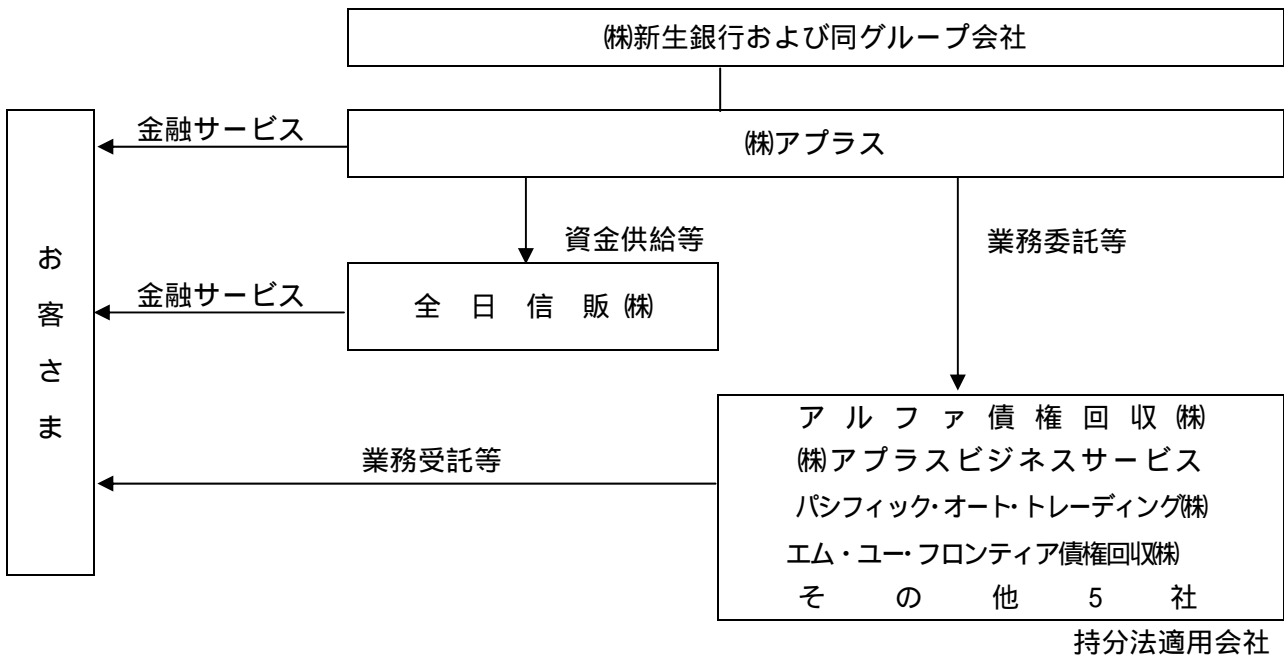 ㈱新生銀行および同グループ会社
金融サービス
㈱アプラス
資金供給等
業務委託等
お客さま
金融サービス
全日信販㈱
アルファ債権回収㈱
㈱アプラスビジネスサービス
パシフィック・オート・トレーディング㈱
エム・ユー・フロンティア債権回収㈱
その他5社
業務受託等
持分法適用会社